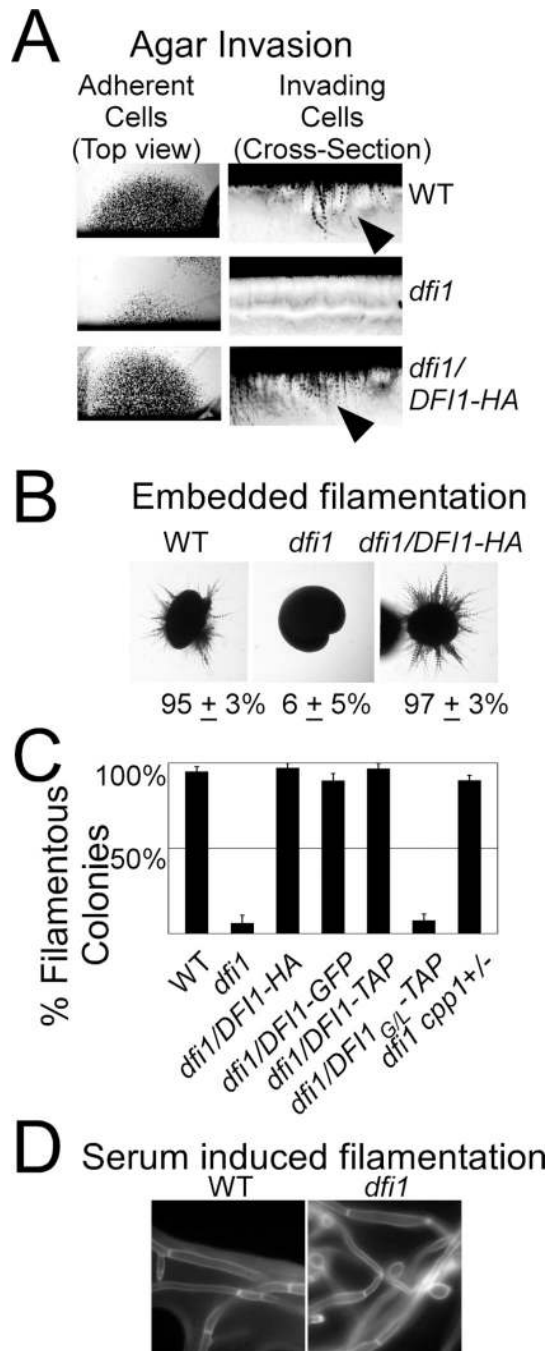 A
Agar Invasion
Adherent
Cells
(Top view)
Invading
Cells
(Cross-Section)
WT
dfi1
dfi1/
DFI1-HA
B
Embedded filamentation
WT dfi1 dfi1/DFI1-HA
95 ± 3% 6 ± 5% 97 ± 3%
C
% Filamentous
Colonies
100%
50%
WT
dfi1
dfi1/DFI1-HA
dfi1/DFI1-GFP
dfi1/DFI1-TAP
dfi1/DFI1 G/L-TAP
dfi1 cpp1+/-
D
Serum induced filamentation
WT dfi1